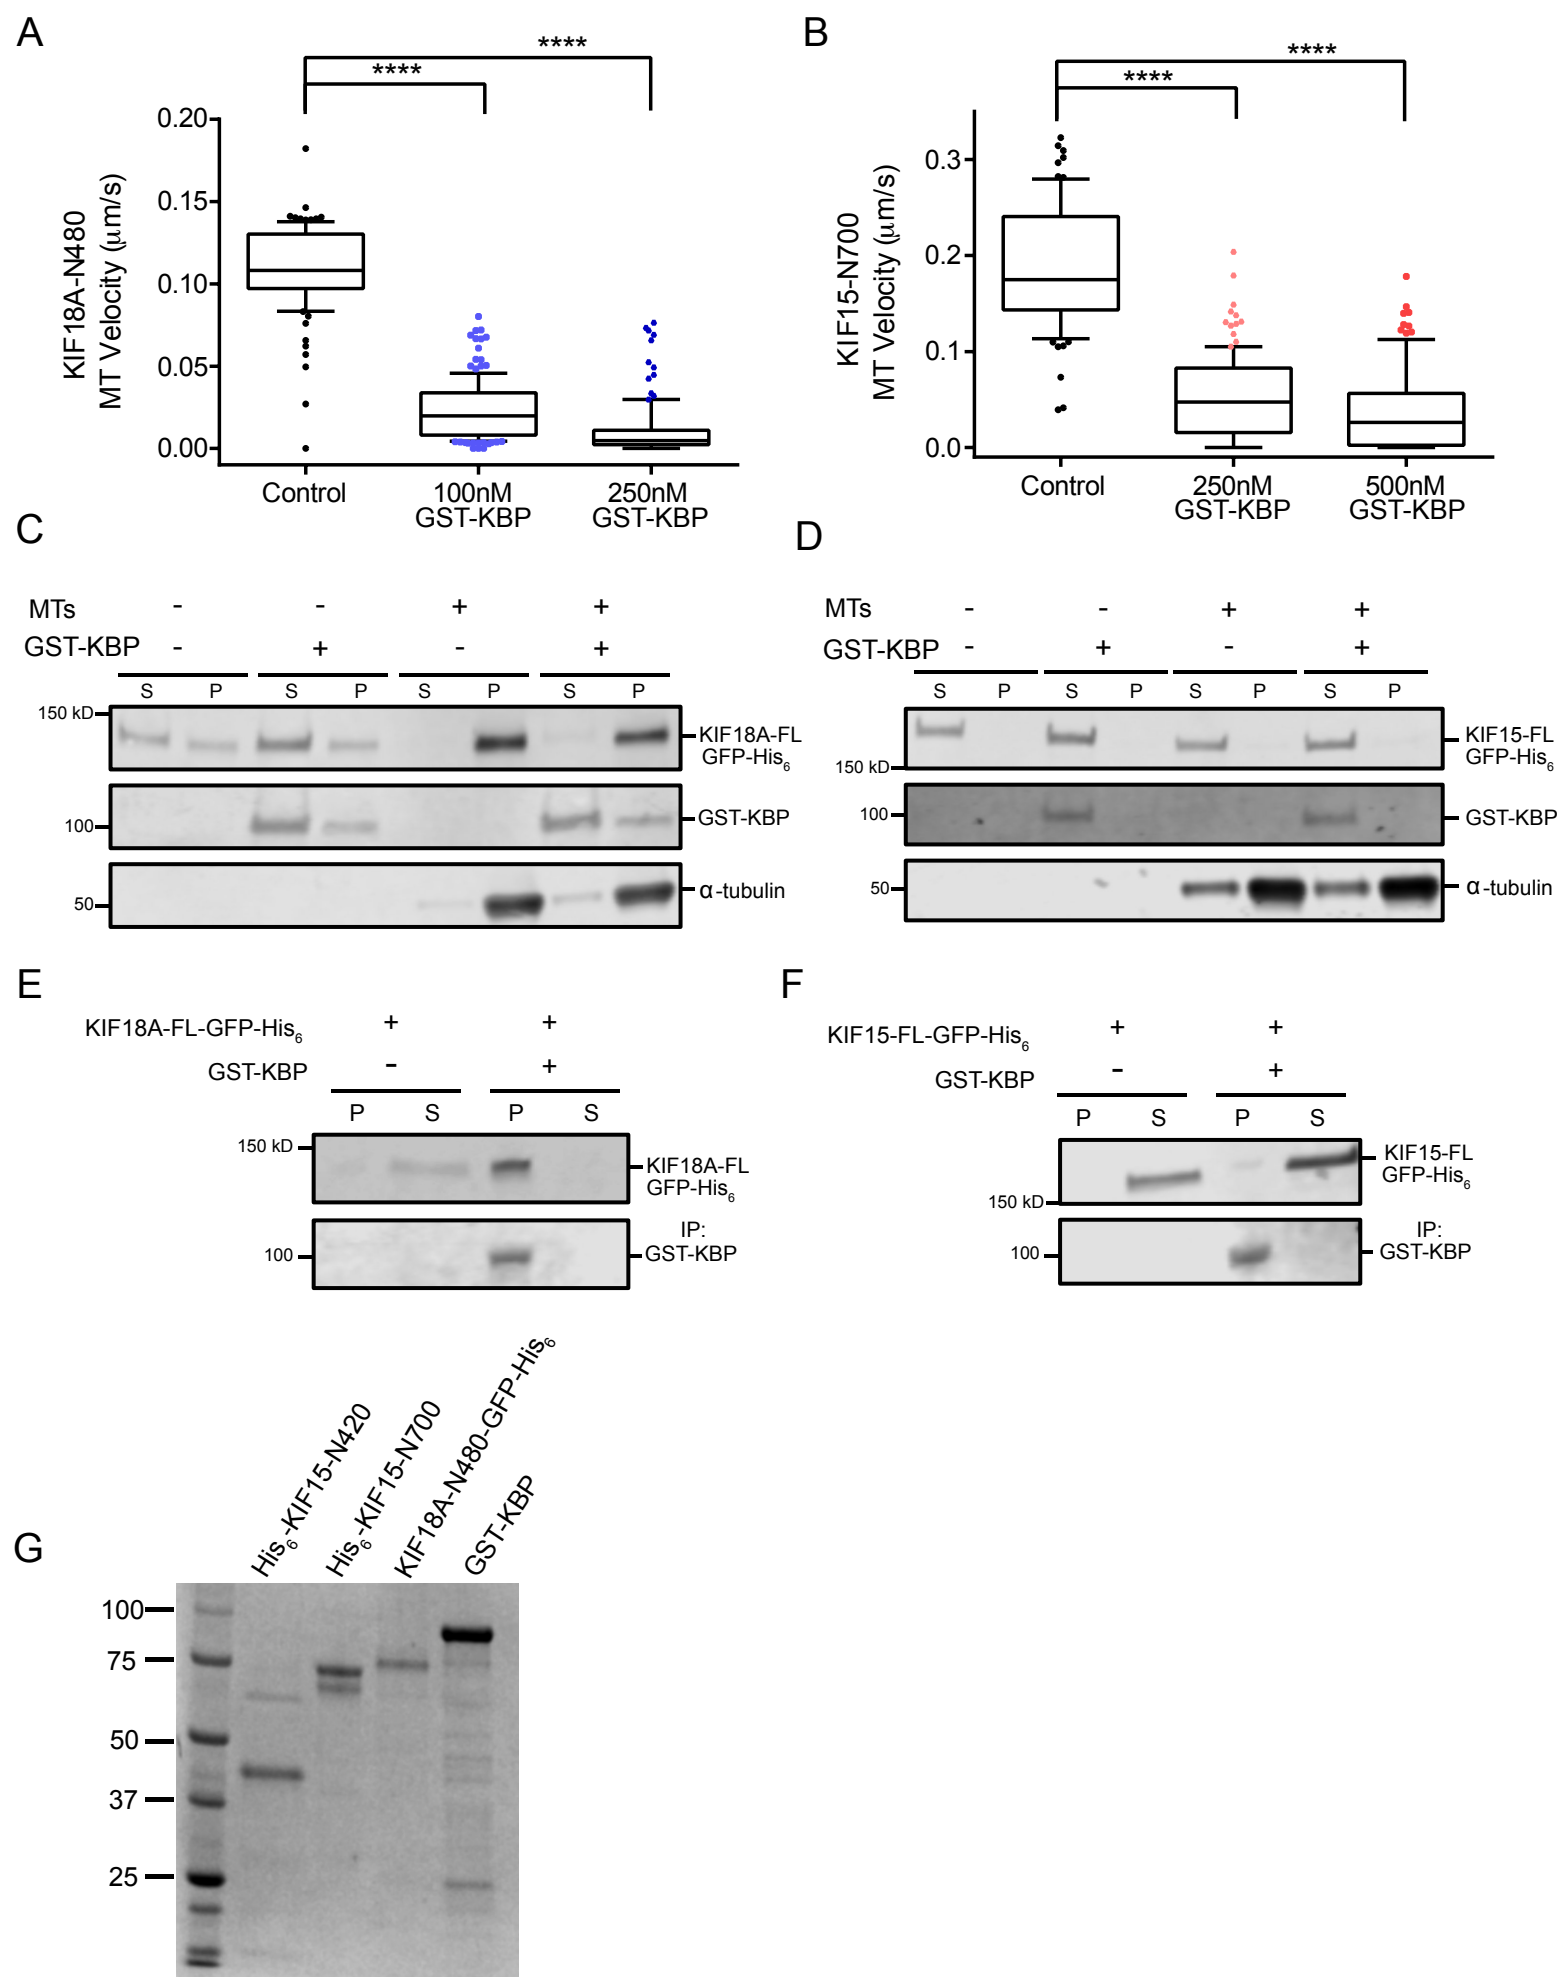 A
KIF18A-N480
MT Velocity (μm/s)
0.20
0.15
0.10
0.05
0.00
****
****
Control
100nM
GST-KBP
250nM
GST-KBP
B
KIF15-N700
MT Velocity (μm/s)
0.3
0.2
0.1
0.0
****
****
Control
250nM
GST-KBP
500nM
GST-KBP
C
MTs - - + +
GST-KBP - + - +
S P S P S P S P
150 kD
KIF18A-FL
GFP-His6
100
GST-KBP
50
α-tubulin
D
MTs - - + +
GST-KBP - + - +
S P S P S P S P
150 kD
KIF15-FL
GFP-His6
100
GST-KBP
50
α-tubulin
E
KIF18A-FL-GFP-His6 + +
GST-KBP - +
P S P S
150 kD
KIF18A-FL
GFP-His6
100
IP:
GST-KBP
F
KIF15-FL-GFP-His6 + +
GST-KBP - +
P S P S
150 kD
KIF15-FL
GFP-His6
100
IP:
GST-KBP
G
His6-KIF15-N420
His6-KIF15-N700
KIF18A-N480-GFP-His6
GST-KBP
100
75
50
37
25